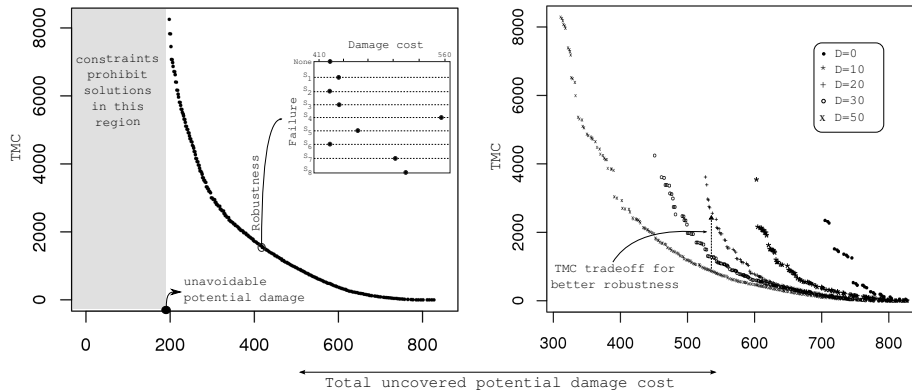 TMC
8000
6000
4000
2000
0
0
200
400
600
800
constraints
prohibit
solutions
in this
region
unavoidable
potential damage
Robustness
Damage cost
410
560
Failure
None
S1
S2
S3
S4
S5
S6
S7
S8
TMC
8000
6000
4000
2000
0
300
400
500
600
700
800
D=0
D=10
D=20
D=30
D=50
TMC tradeoff for
better robustness
Total uncovered potential damage cost